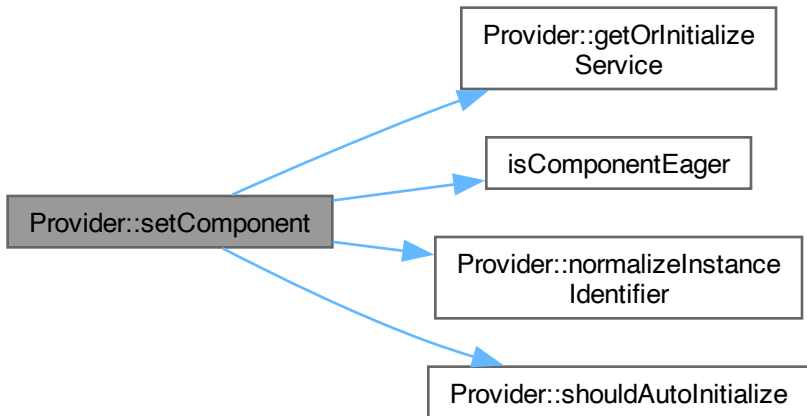 Provider::getOrInitialize
Service
isComponentEager
Provider::setComponent
Provider::normalizeInstance
Identifier
Provider::shouldAutoInitialize